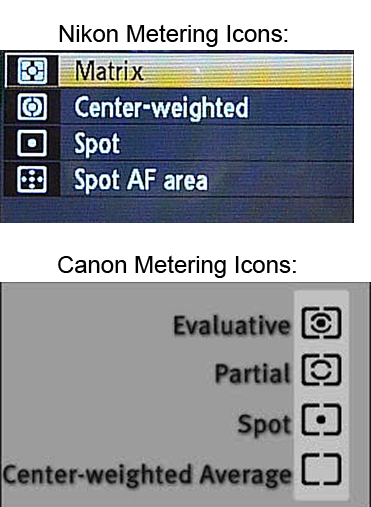 Nikon Metering Icons:
Matrix
Center-weighted
Spot
Spot AF area
Canon Metering Icons:
Evaluative
Partial
Spot
Center-weighted Average